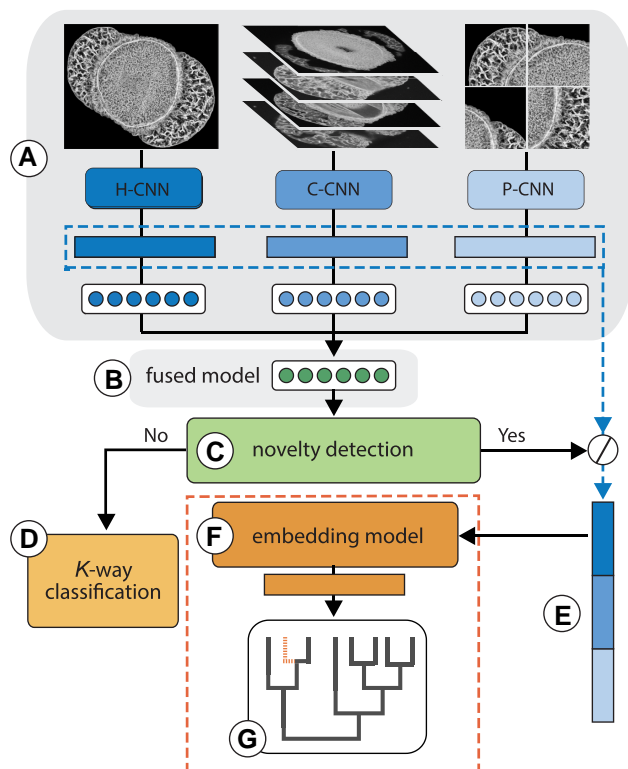 A
H-CNN
C-CNN
P-CNN
B
fused model
No
C
novelty detection
Yes
D
K-way
classification
F
embedding model
E
G